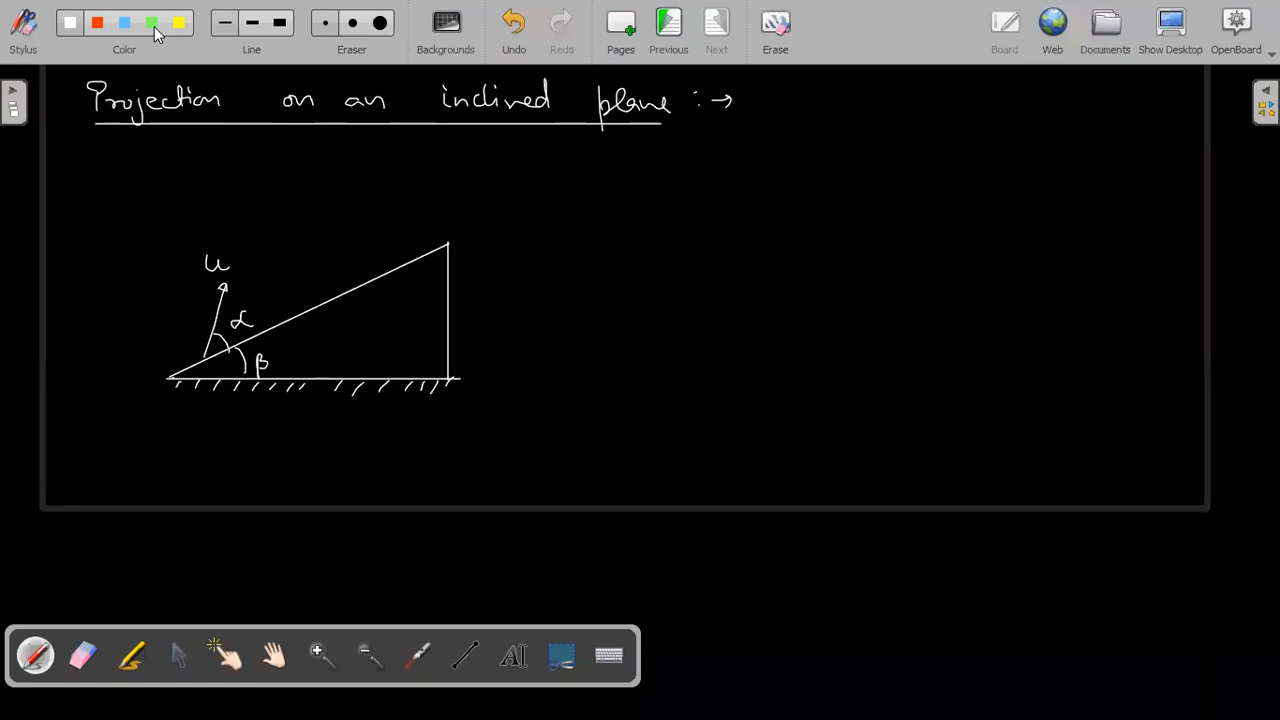 Stylus Color Line Eraser Backgrounds Undo Redo Pages Previous Next Erase Board Web Documents Show Desktop OpenBoard
Projection on an inclined plane :→
u
α
β
AI